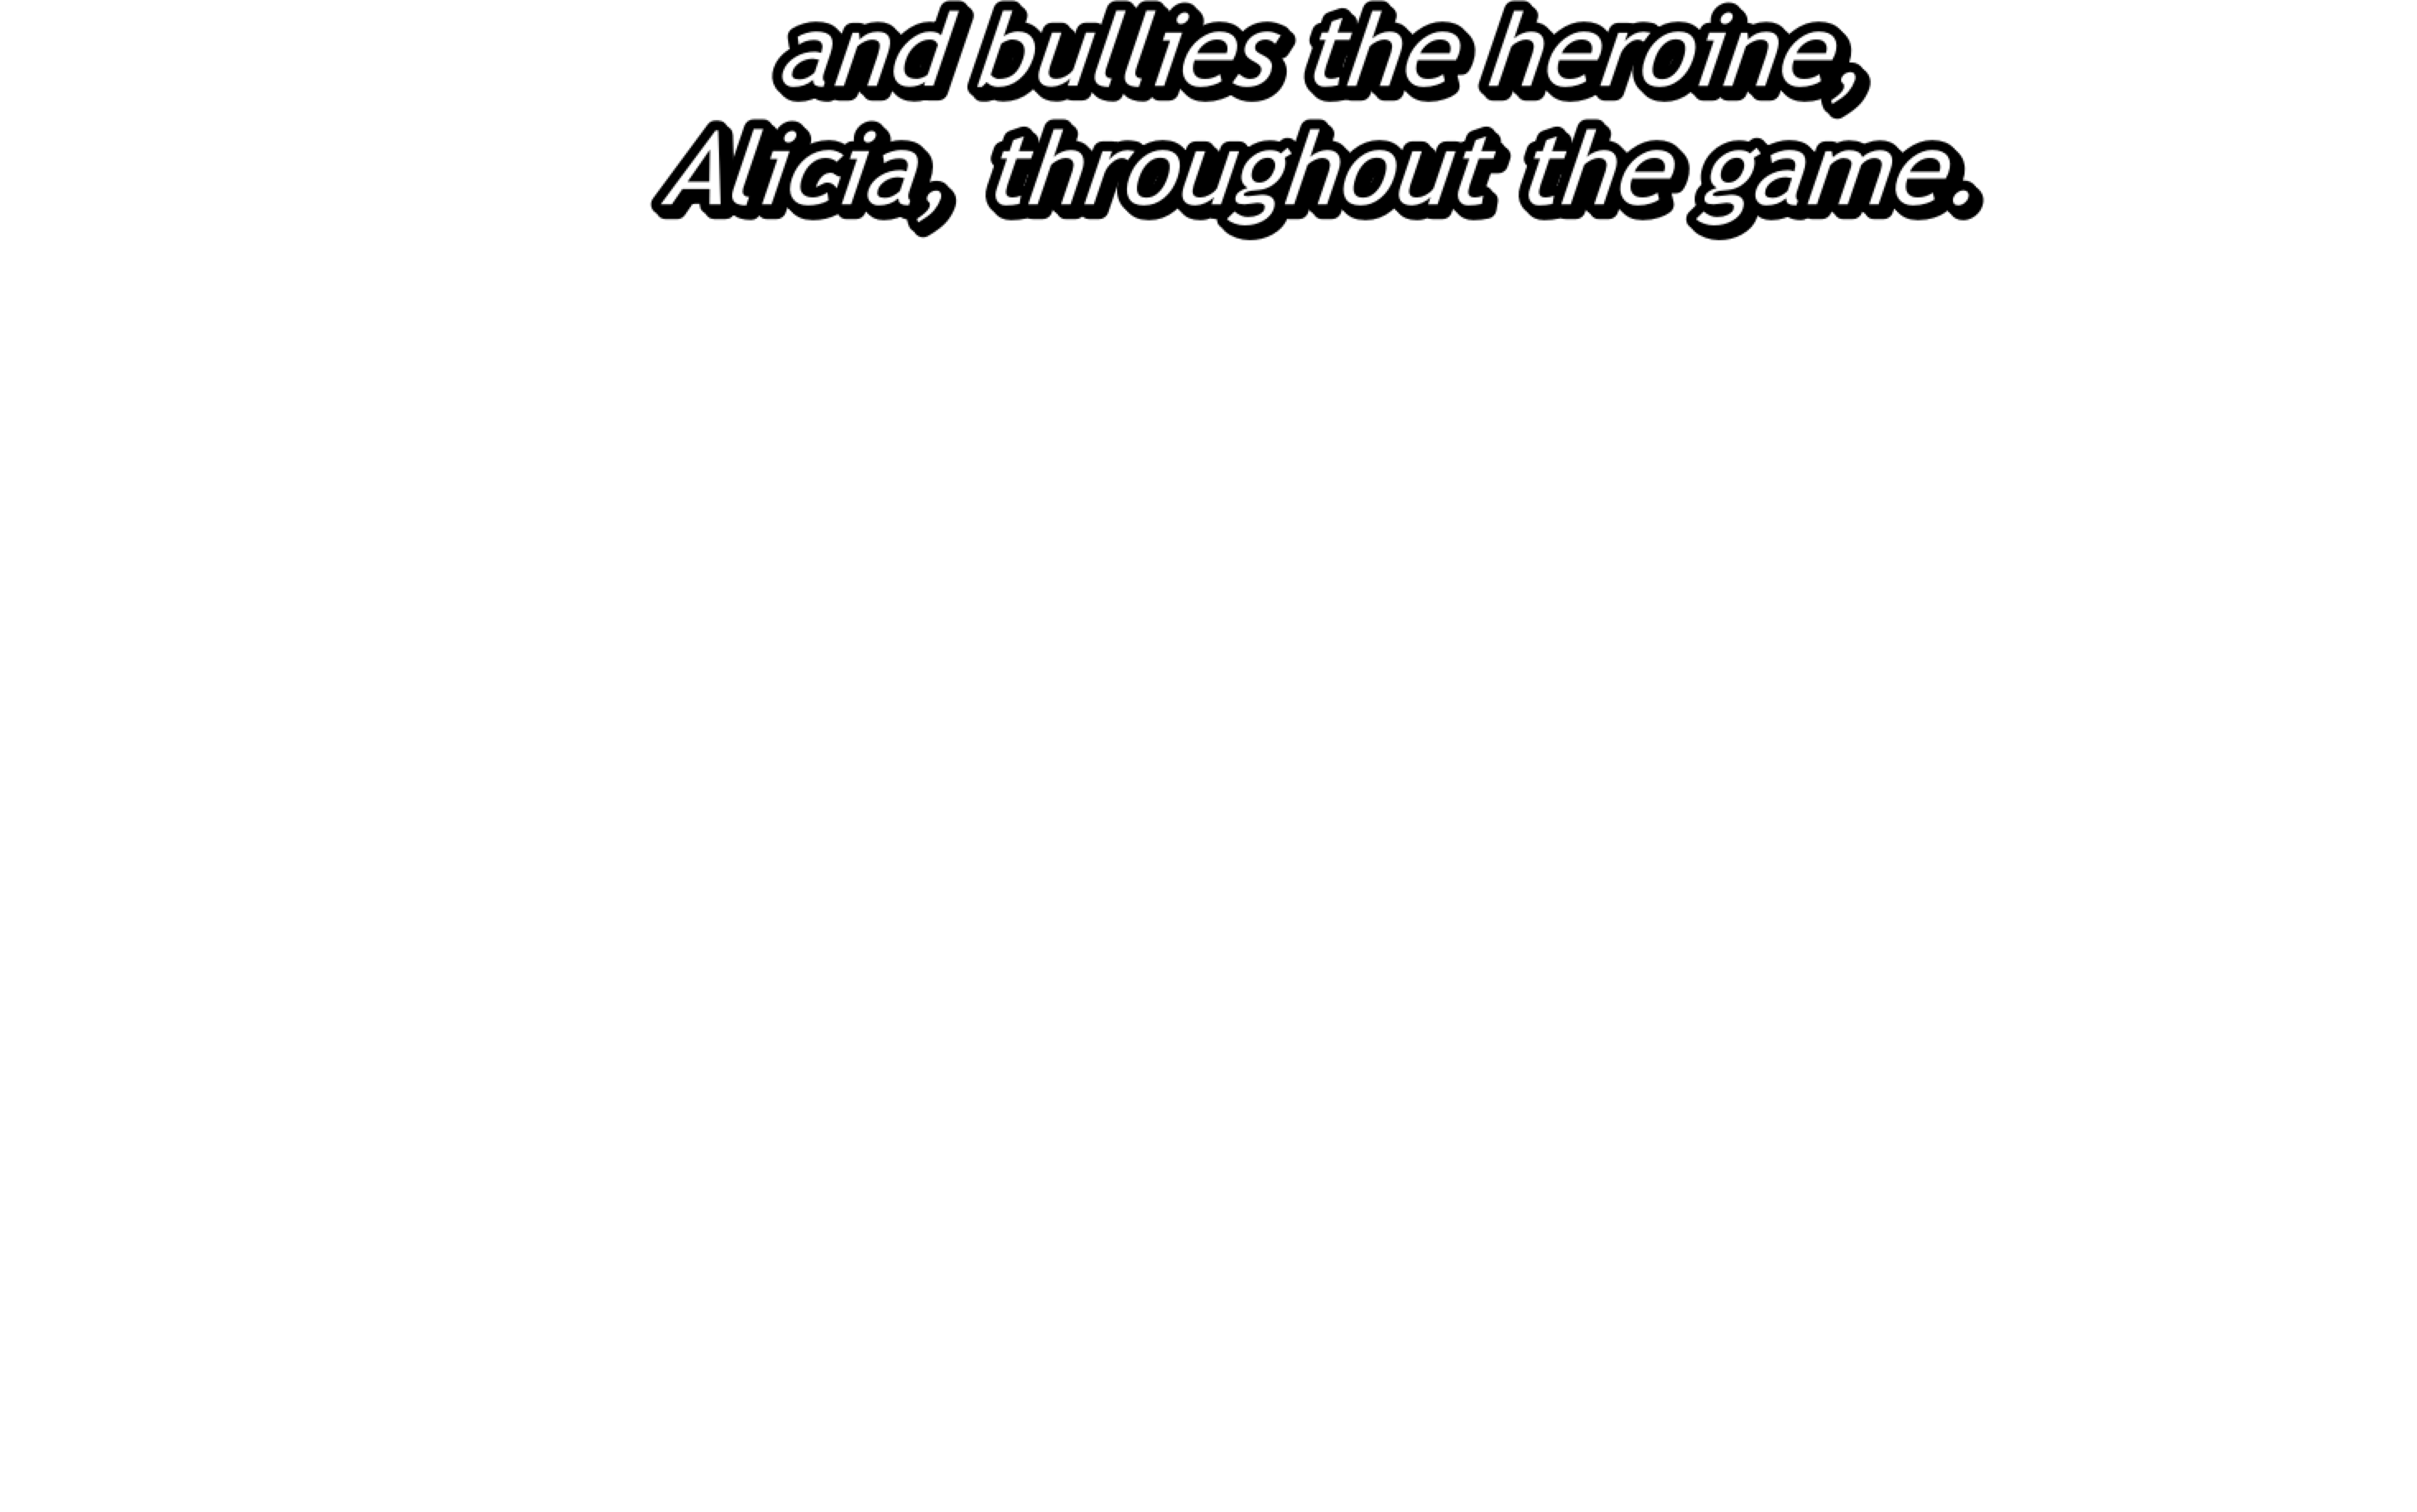 and bullies the heroine,
Alicia, throughout the game.